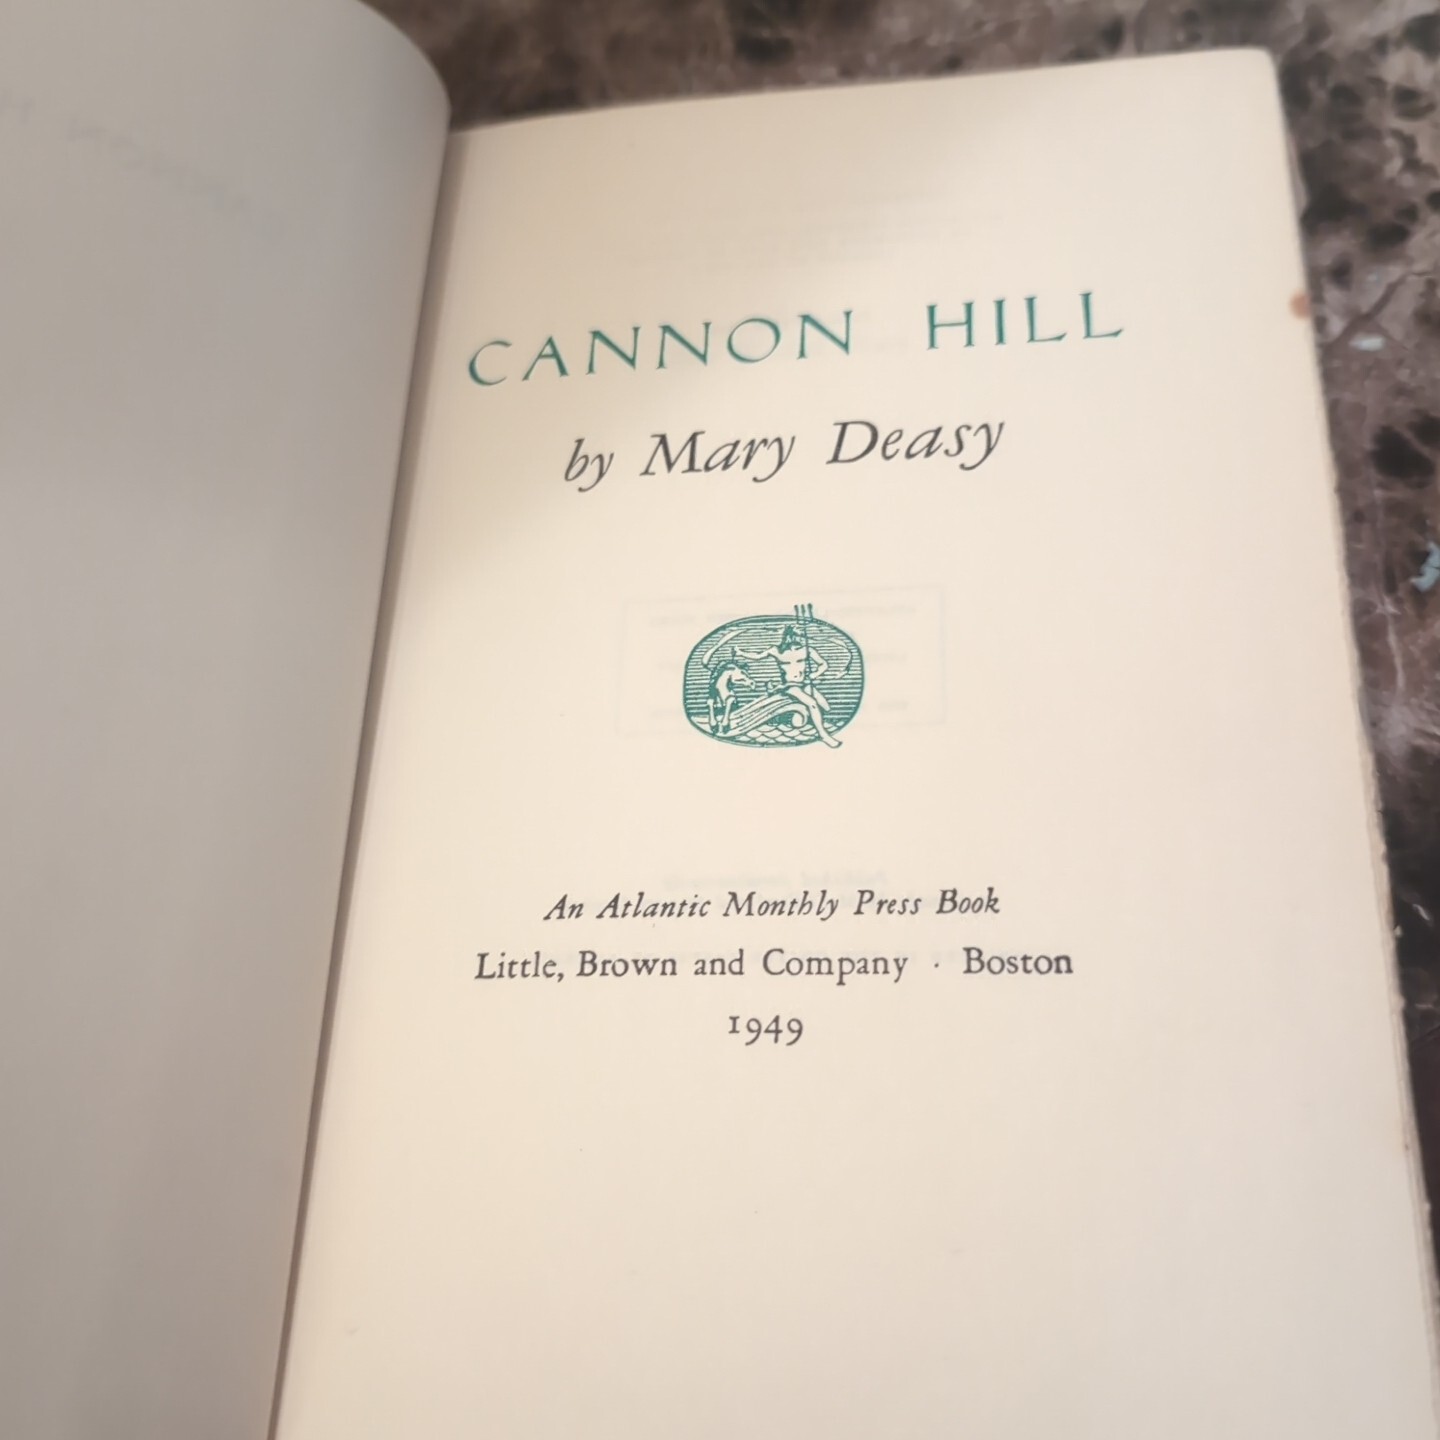 CANNON HILL
by Mary Deasy
An Atlantic Monthly Press Book
Little, Brown and Company · Boston
1949